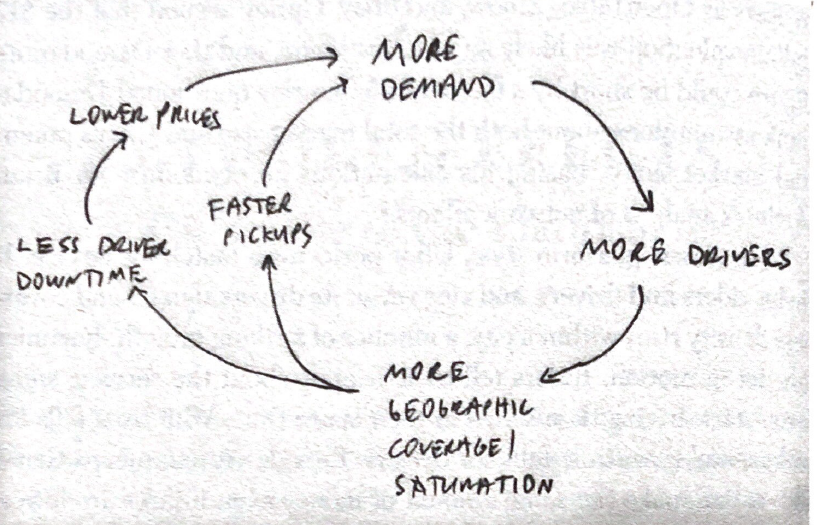 MORE
DEMAND
LOWER PRICES
FASTER
PICKUPS
LESS DRIVER
DOWNTIME
MORE DRIVERS
MORE
GEOGRAPHIC
COVERAGE/
SATURATION